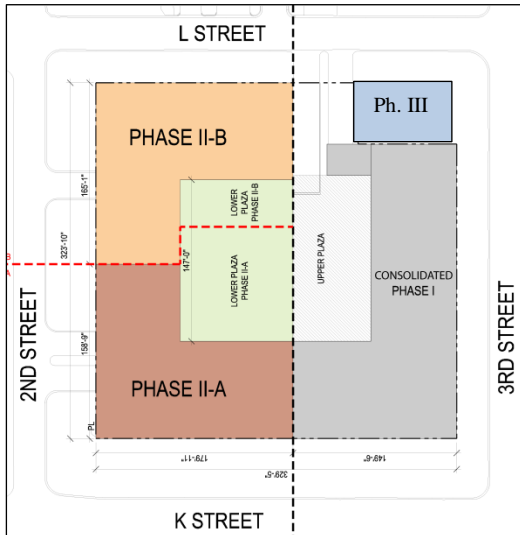 L STREET
Ph. III
PHASE II-B
LOWER
PLAZA
PHASE II-B
165'-1"
323'-10"
147'-0"
B
A
LOWER PLAZA
PHASE II-A
UPPER PLAZA
CONSOLIDATED
PHASE I
2ND STREET
3RD STREET
158'-9"
PHASE II-A
PL
179'-11"
149'-6"
329'-5"
K STREET